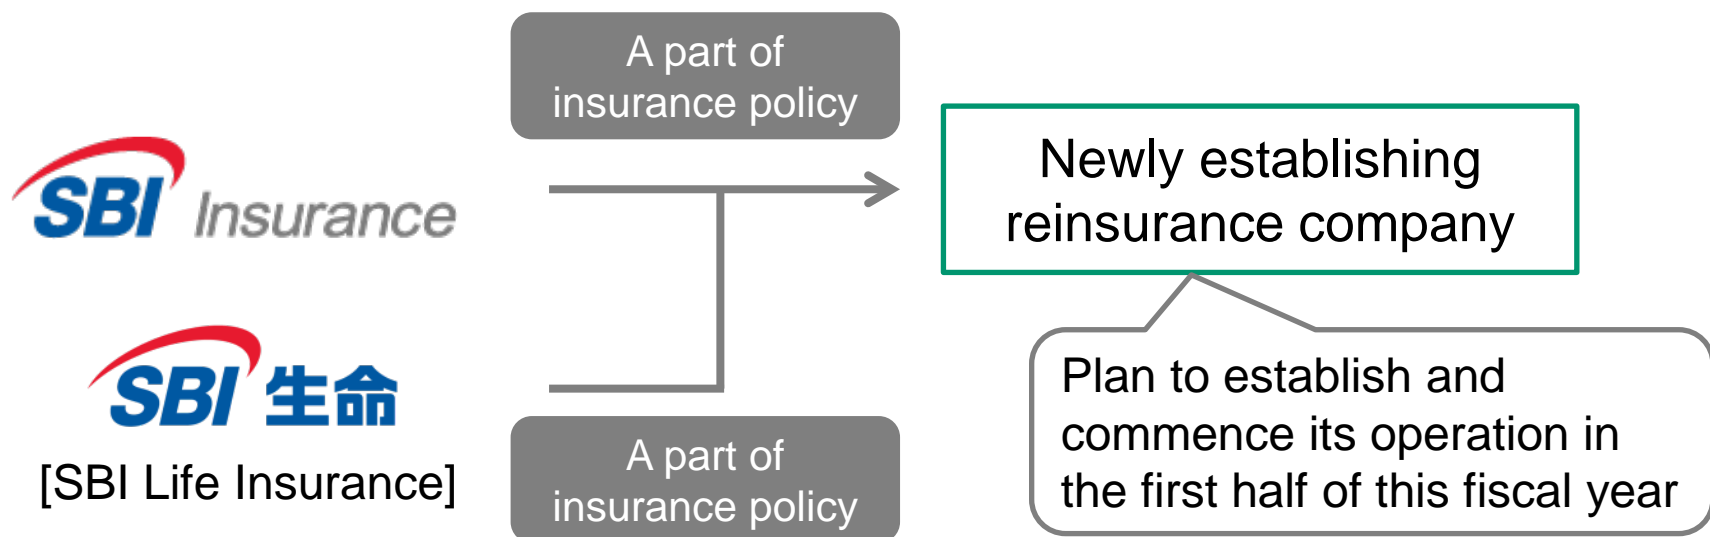 A part of
insurance policy
SBI Insurance
Newly establishing
reinsurance company
SBI 生命
[SBI Life Insurance]
A part of
insurance policy
Plan to establish and
commence its operation in
the first half of this fiscal year